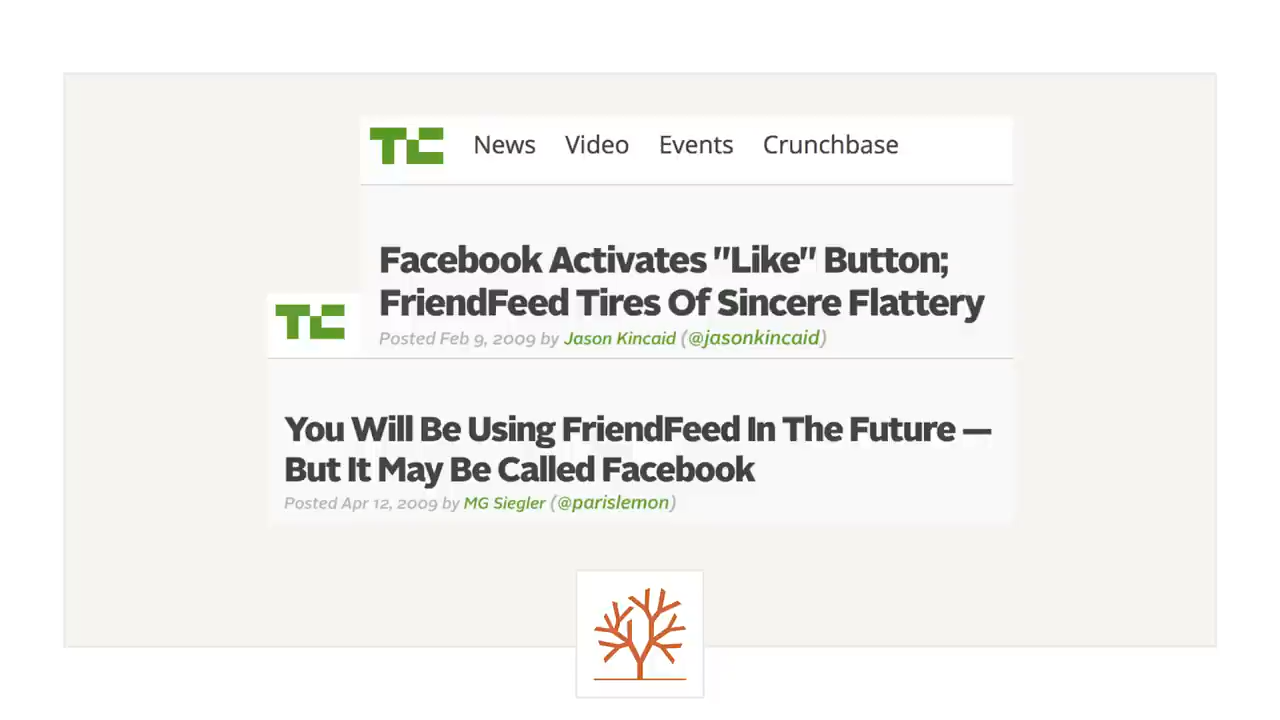 TC News Video Events Crunchbase
Facebook Activates "Like" Button;
FriendFeed Tires Of Sincere Flattery
Posted Feb 9, 2009 by Jason Kincaid (@jasonkincaid)
TC
You Will Be Using FriendFeed In The Future —
But It May Be Called Facebook
Posted Apr 12, 2009 by MG Siegler (@parislemon)